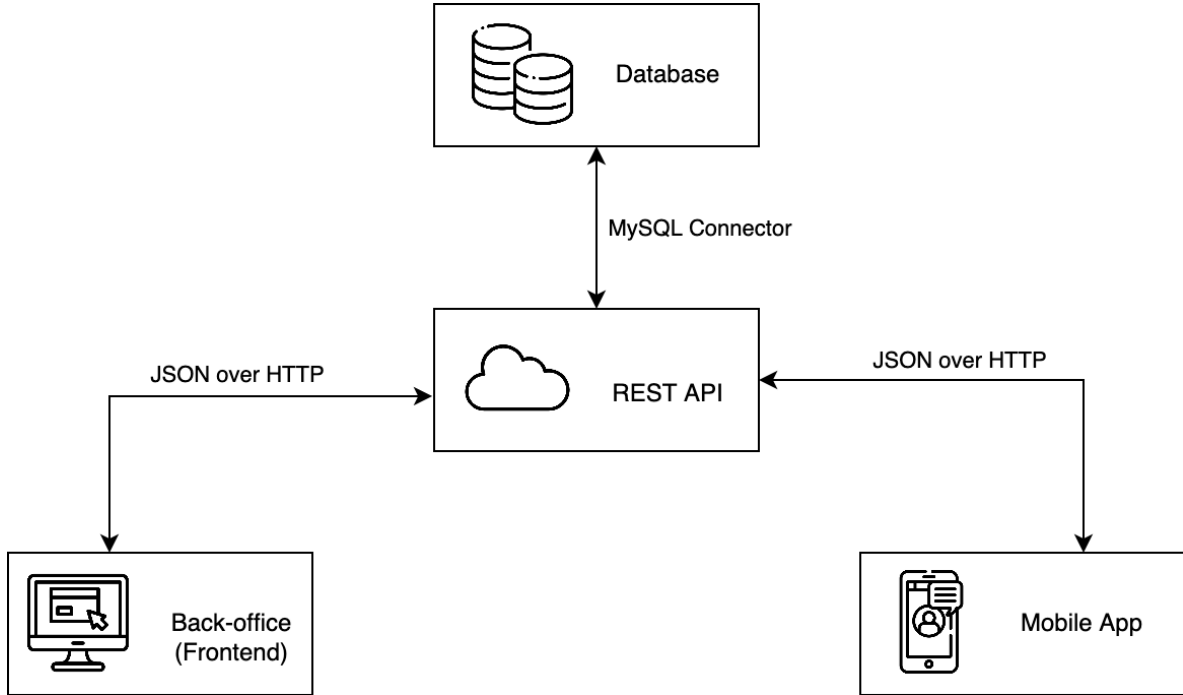 Database
MySQL Connector
JSON over HTTP
JSON over HTTP
REST API
Back-office
(Frontend)
Mobile App